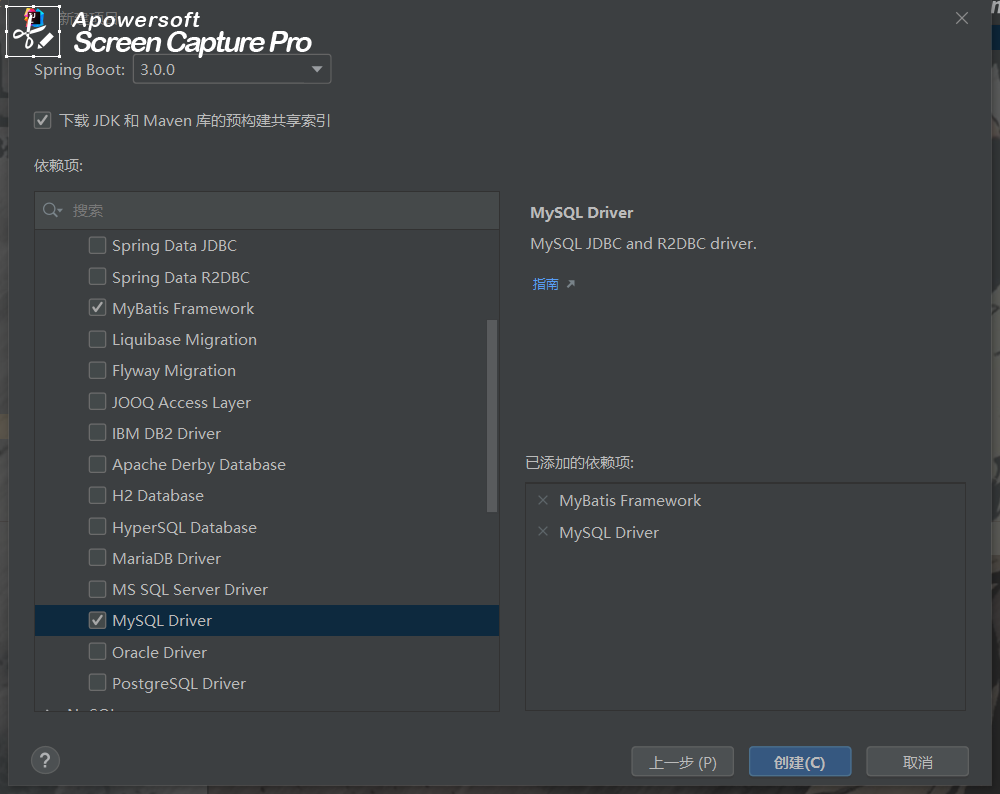 新建项目
Apowersoft
Screen Capture Pro
Spring Boot: 3.0.0
下载 JDK 和 Maven 库的预构建共享索引
依赖项:
搜索
Spring Data JDBC
Spring Data R2DBC
MyBatis Framework
Liquibase Migration
Flyway Migration
JOOQ Access Layer
IBM DB2 Driver
Apache Derby Database
H2 Database
HyperSQL Database
MariaDB Driver
MS SQL Server Driver
MySQL Driver
Oracle Driver
PostgreSQL Driver
MySQL Driver
MySQL JDBC and R2DBC driver.
指南
已添加的依赖项:
MyBatis Framework
MySQL Driver
?
上一步 (P)
创建(C)
取消